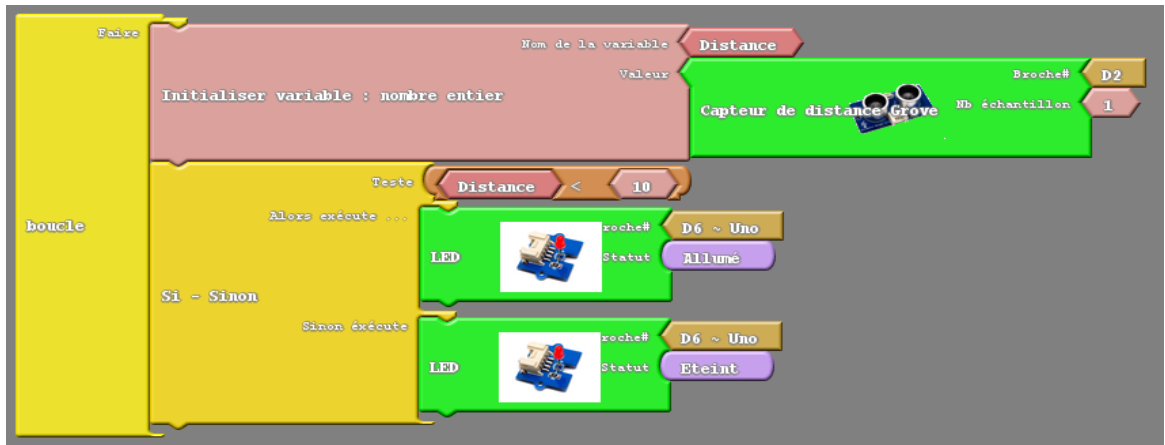 Faire
Nom de la variable Distance
Valeur
Broche# D2
Initialiser variable : nombre entier
Capteur de distance Grove Nb échantillon 1
Teste Distance < 10
Alors exécute ...
boucle
roche# D6 ~ Uno
LED Statut Allumé
Si - Sinon
Sinon éxécute
roche# D6 ~ Uno
LED Statut Eteint